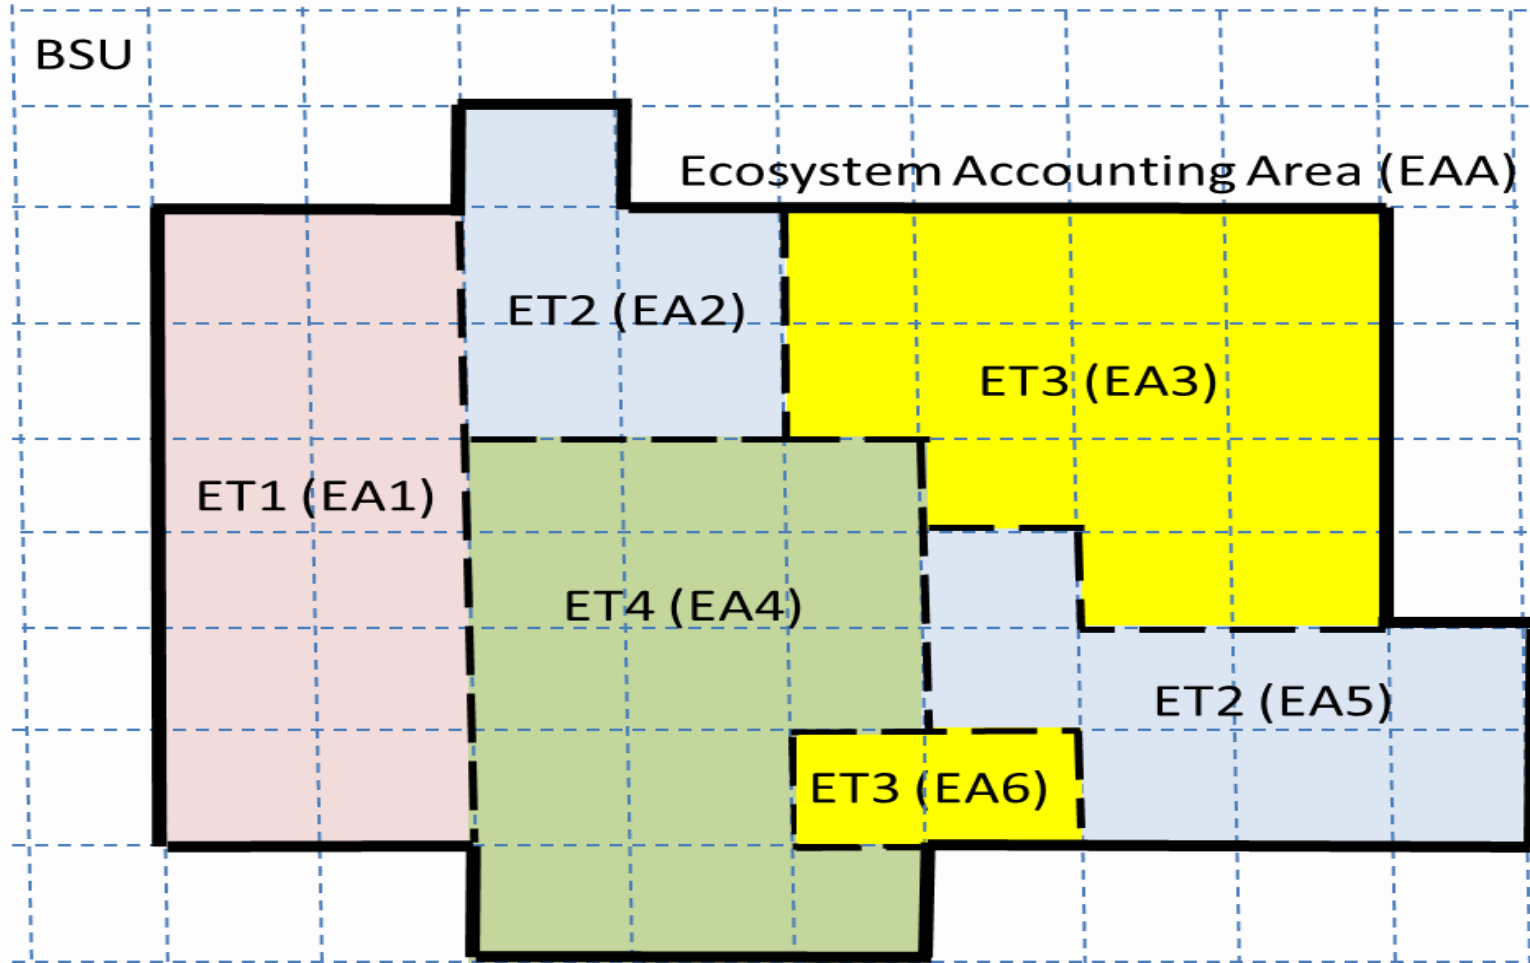 BSU
Ecosystem Accounting Area (EAA)
ET2 (EA2)
ET3 (EA3)
ET1 (EA1)
ET4 (EA4)
ET2 (EA5)
ET3 (EA6)